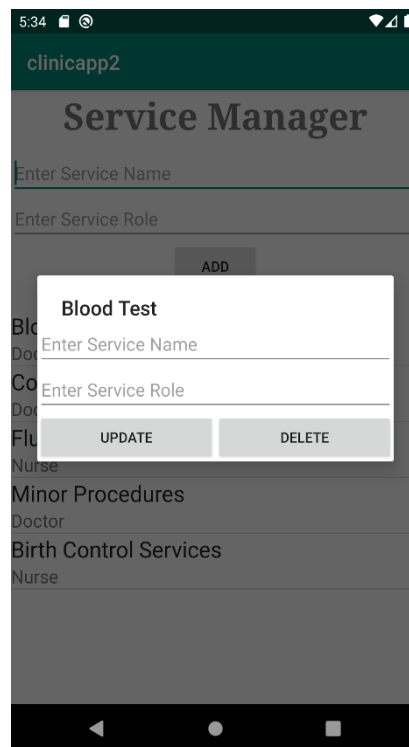 5:34
clinicapp2
Service Manager
Enter Service Name
Enter Service Role
ADD
Blood Test
Enter Service Name
Enter Service Role
UPDATE DELETE
Nurse
Minor Procedures
Doctor
Birth Control Services
Nurse